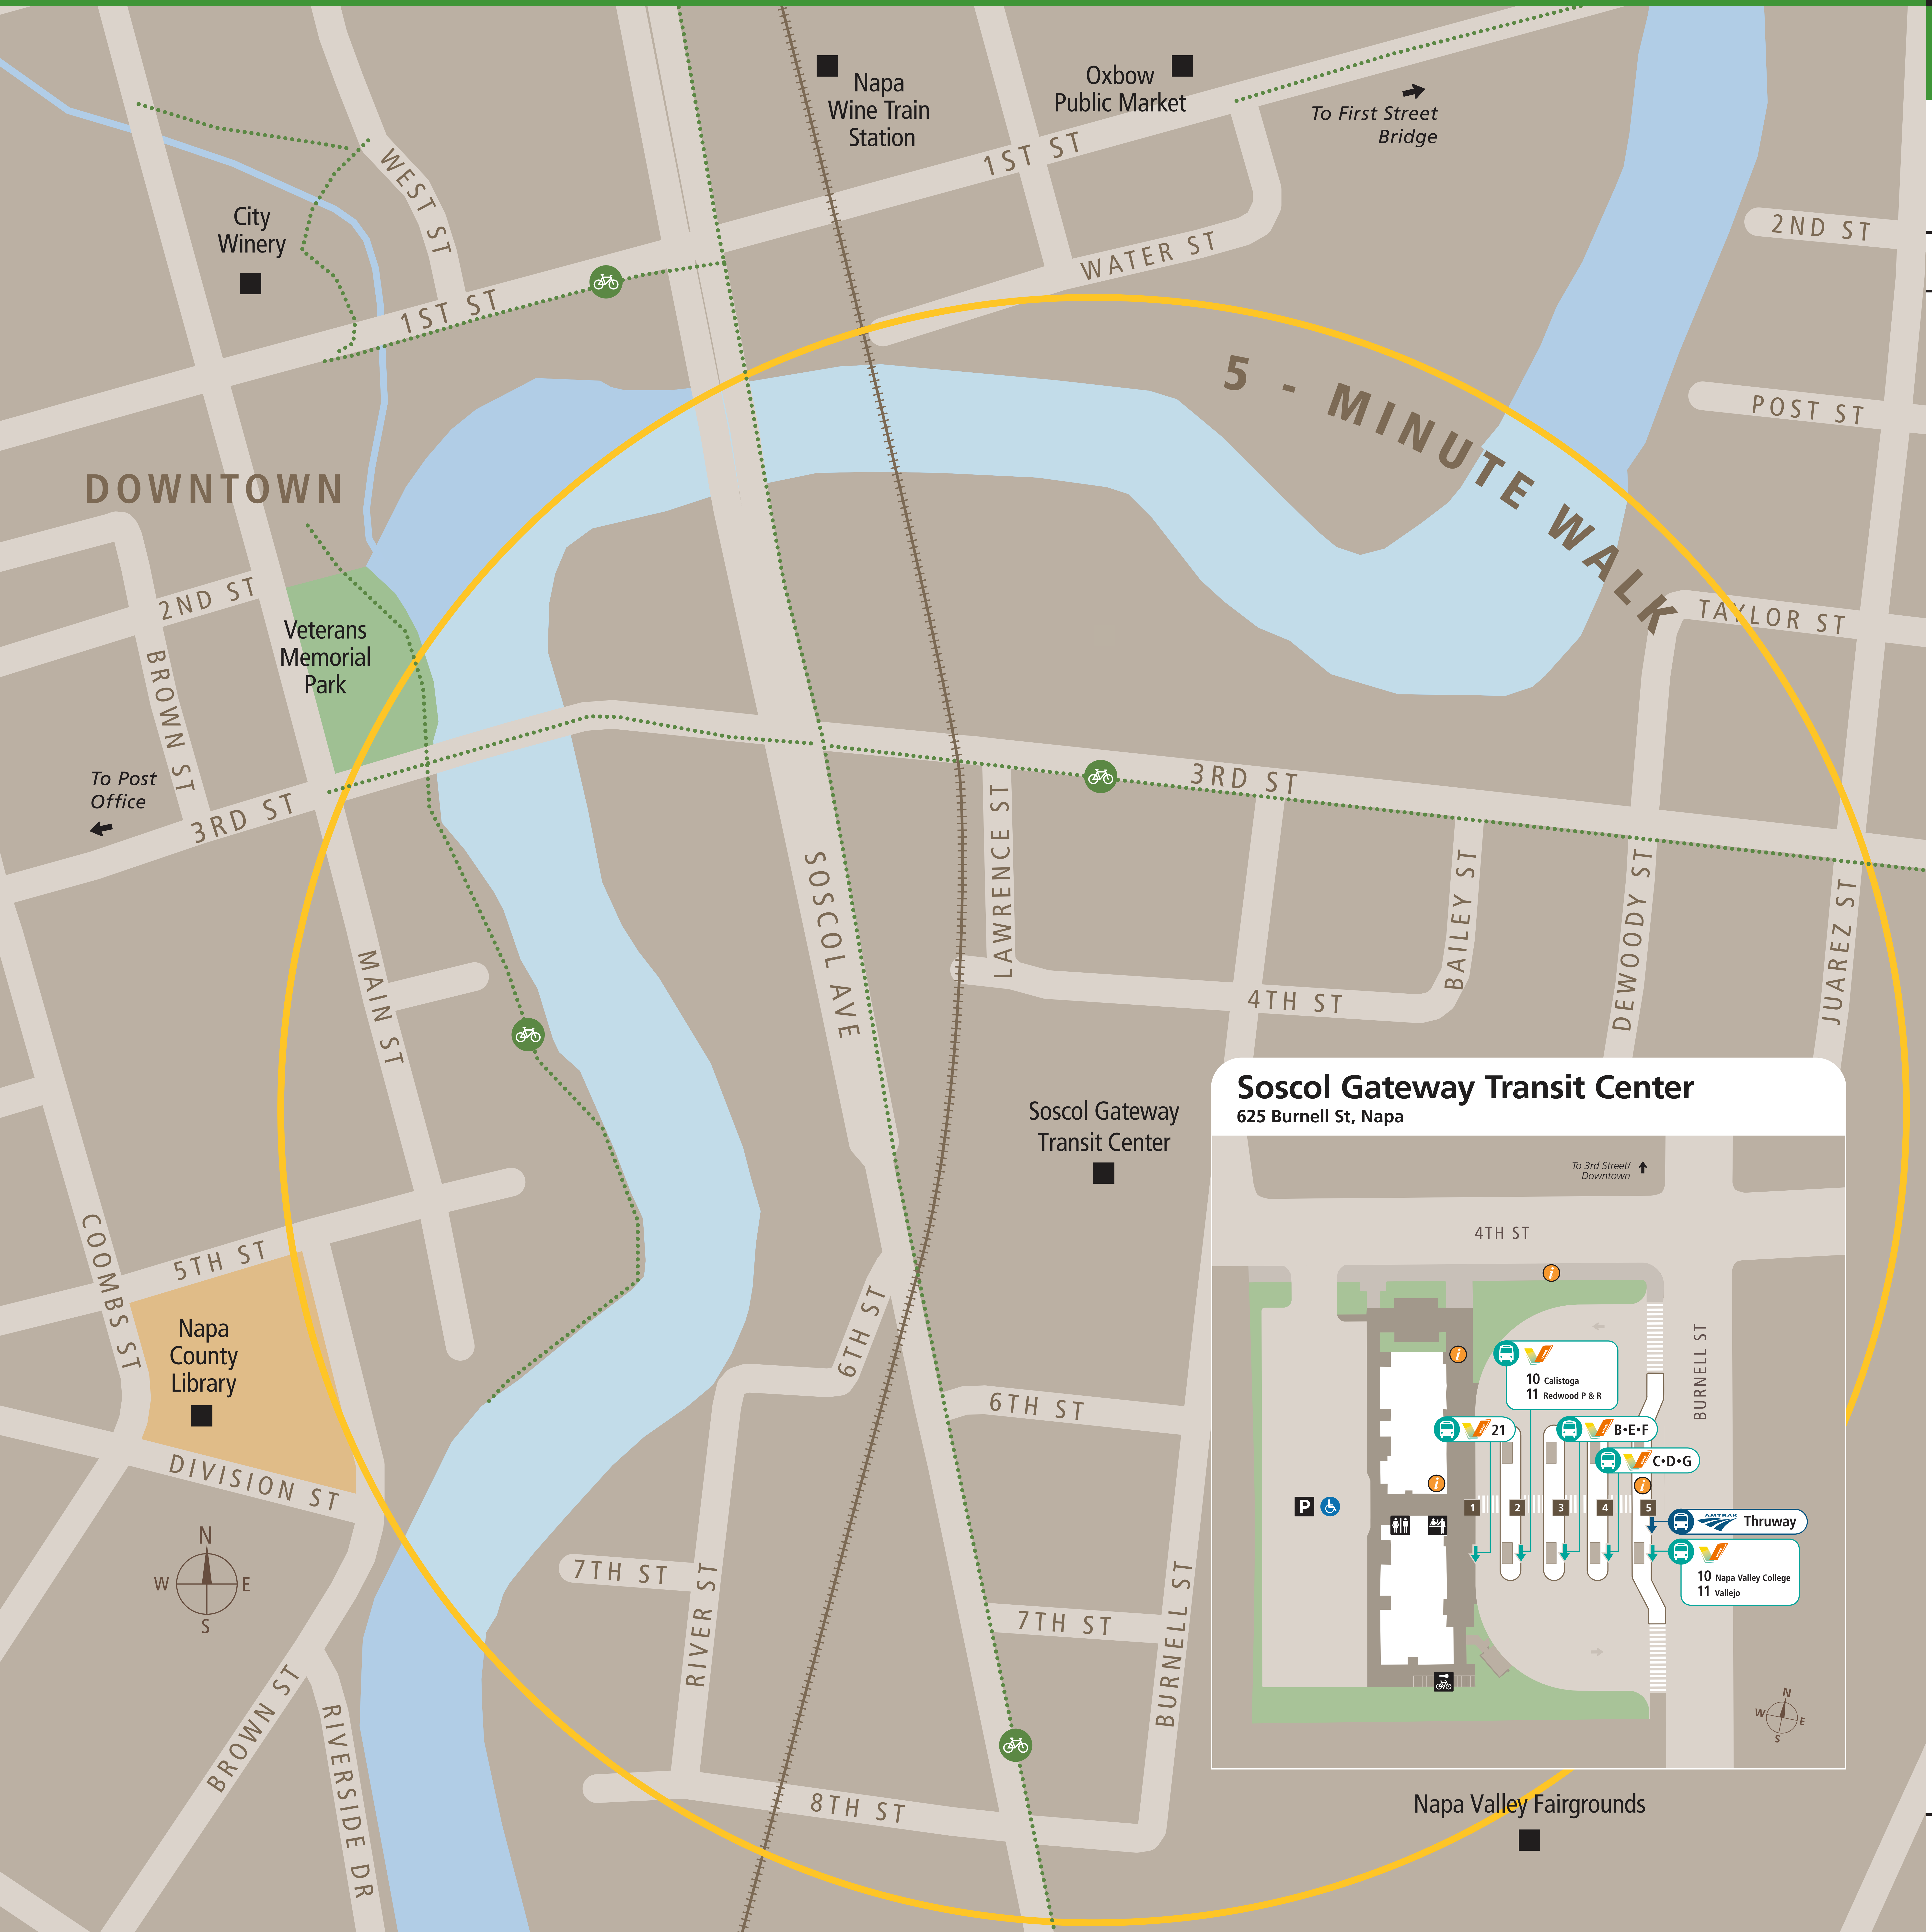 Napa
Wine Train
Station
Oxbow
Public Market
To First Street
Bridge
1ST ST
WEST ST
City
Winery
WATER ST
2ND ST
1ST ST
5 - MINUTE WALK
POST ST
DOWNTOWN
2ND ST
TAYLOR ST
Veterans
Memorial
Park
BROWN ST
To Post
Office
3RD ST
3RD ST
LAWRENCE ST
SOSCOL AVE
BAILEY ST
DEWOODY ST
JUAREZ ST
MAIN ST
4TH ST
Soscol Gateway
Transit Center
COOMBS ST
5TH ST
6TH ST
Napa
County
Library
6TH ST
DIVISION ST
N
W E
S
7TH ST
RIVER ST
7TH ST
BURNELL ST
BROWN ST
RIVERSIDE DR
8TH ST
Napa Valley Fairgrounds
Soscol Gateway Transit Center
625 Burnell St, Napa
To 3rd Street/
Downtown
4TH ST
BURNELL ST
i
i
10 Calistoga
11 Redwood P & R
21
B•E•F
C•D•G
i
i
P
1 2 3 4 5
AMTRAK Thruway
10 Napa Valley College
11 Vallejo
N
W E
S